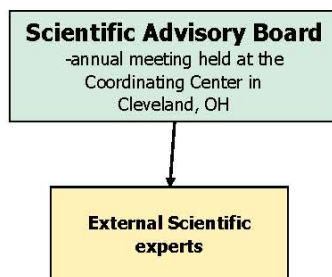 Scientific Advisory Board
-annual meeting held at the
Coordinating Center in
Cleveland, OH
External Scientific
experts